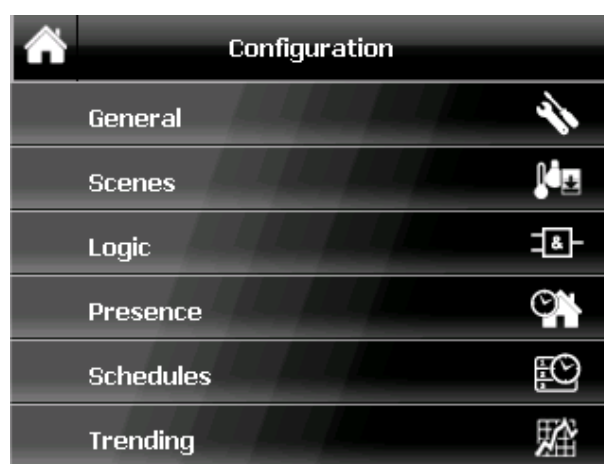 Configuration
General
Scenes
Logic
&
Presence
Schedules
Trending